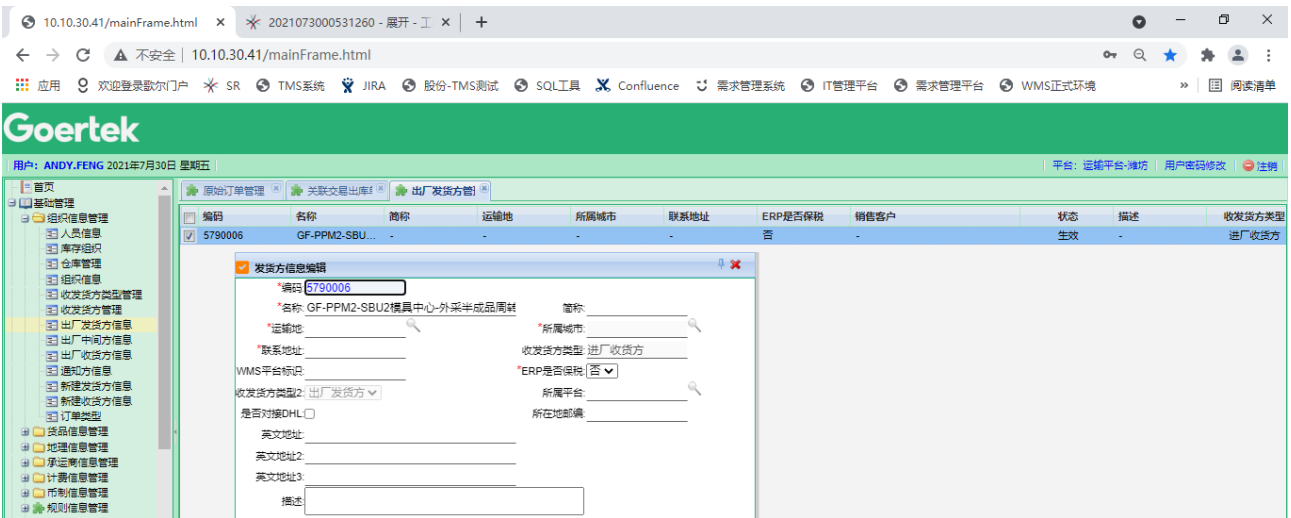 10.10.30.41/mainFrame.html
2021073000531260 - 展开 - 工
不安全 10.10.30.41/mainFrame.html
应用 欢迎登录歌尔门户 SR TMS系统 JIRA 股份-TMS测试 SQL工具 Confluence 需求管理系统 IT管理平台 需求管理平台 WMS正式环境 » 阅读清单
Goertek
用户: ANDY.FENG 2021年7月30日 星期五 平台: 运输平台-潍坊 用户密码修改 注销
首页
基础管理
组织信息管理
人员信息
库存组织
仓库管理
组织信息
收发货方类型管理
收发货方管理
出厂发货方信息
出厂中间方信息
出厂收货方信息
通知方信息
新建发货方信息
新建收货方信息
订单类型
货品信息管理
地理信息管理
承运商信息管理
计费信息管理
币制信息管理
规则信息管理
原始订单管理 关联交易出库 出厂发货方管
编码 名称 简称 运输地 所属城市 联系地址 ERP是否保税 销售客户 状态 描述 收发货方类型
5790006 GF-PPM2-SBU... - - - - 否 - 生效 - 进厂收货方
发货方信息编辑
*编码: 5790006
*名称: GF-PPM2-SBU2模具中心-外采半成品周转 简称:
*运输地: *所属城市:
*联系地址: 收发货方类型: 进厂收货方
WMS平台标识: *ERP是否保税: 否
收发货方类型2: 出厂发货方 所属平台:
是否对接DHL: 所在地邮编:
英文地址:
英文地址2:
英文地址3:
描述: